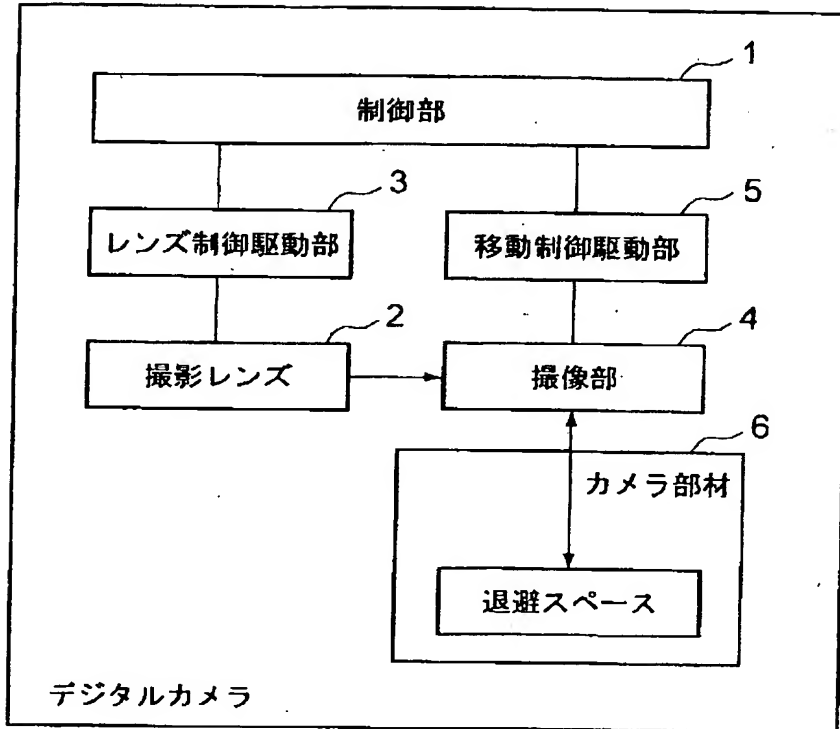 1
制御部
3
5
レンズ制御駆動部
移動制御駆動部
2
4
撮影レンズ
撮像部
6
カメラ部材
退避スペース
デジタルカメラ